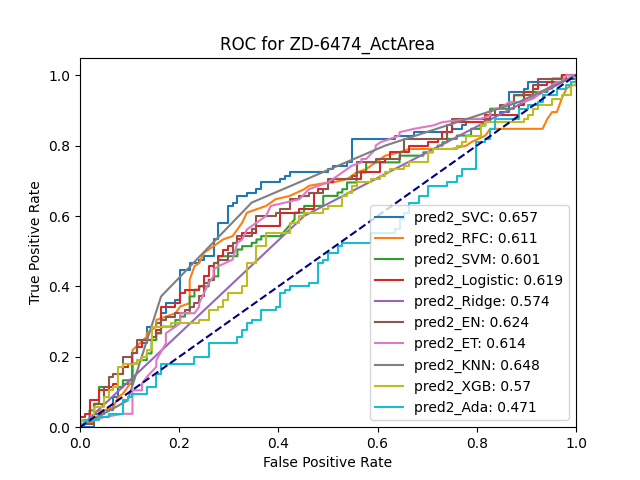 ROC for ZD-6474_ActArea
True Positive Rate
1.0
0.8
0.6
0.4
0.2
0.0
pred2_SVC: 0.657
pred2_RFC: 0.611
pred2_SVM: 0.601
pred2_Logistic: 0.619
pred2_Ridge: 0.574
pred2_EN: 0.624
pred2_ET: 0.614
pred2_KNN: 0.648
pred2_XGB: 0.57
pred2_Ada: 0.471
0.0 0.2 0.4 0.6 0.8 1.0
False Positive Rate